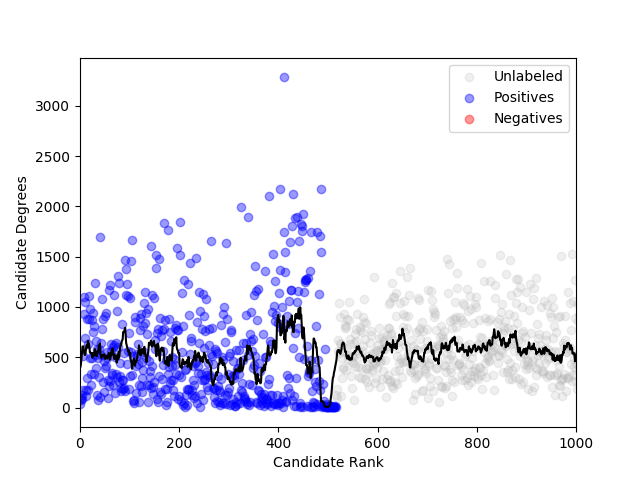 Unlabeled
Positives
Negatives
3000
2500
2000
1500
1000
500
0
Candidate Degrees
0 200 400 600 800 1000
Candidate Rank